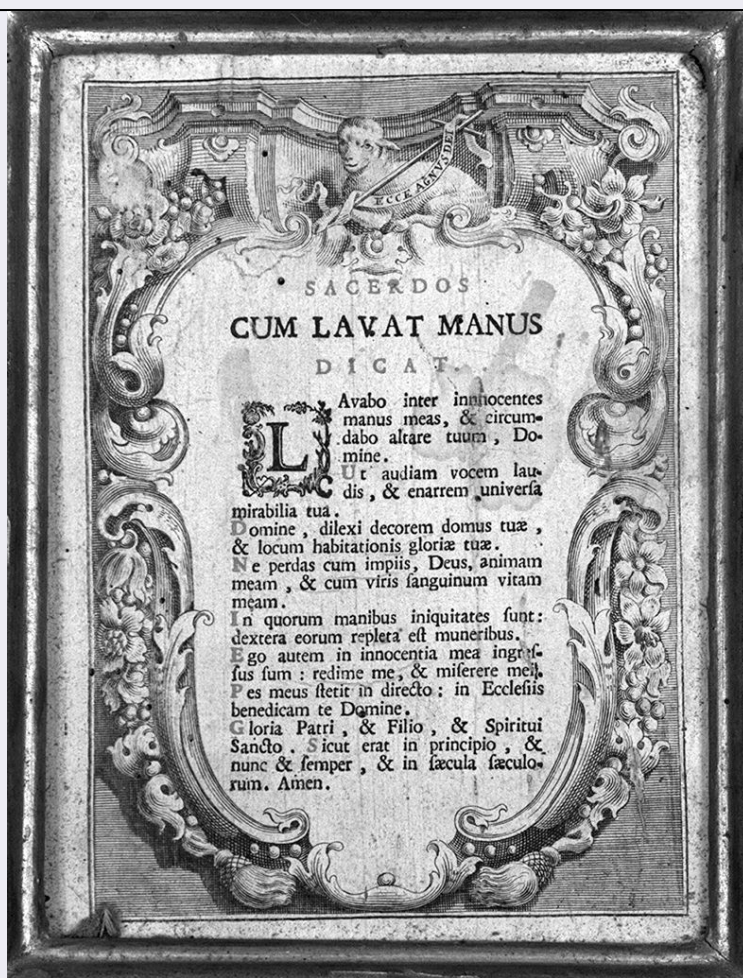 ECCE AGNVS DEI
SACERDOS
CUM LAVAT MANUS
DICAT.
LAvabo inter innocentes
manus meas, & circum-
dabo altare tuum, Do-
mine.
Ut audiam vocem lau-
dis, & enarrem univerſa
mirabilia tua.
Domine, dilexi decorem domus tuæ,
& locum habitationis gloriæ tuæ.
Ne perdas cum impiis, Deus, animam
meam, & cum viris ſanguinum vitam
meam.
In quorum manibus iniquitates ſunt:
dextera eorum repleta eſt muneribus.
Ego autem in innocentia mea ingreſ-
ſus ſum: redime me, & miſerere mei.
Pes meus ſtetit in directo: in Eccleſiis
benedicam te Domine.
Gloria Patri, & Filio, & Spiritui
Sancto. Sicut erat in principio, &
nunc & ſemper, & in ſæcula ſæculo-
rum. Amen.